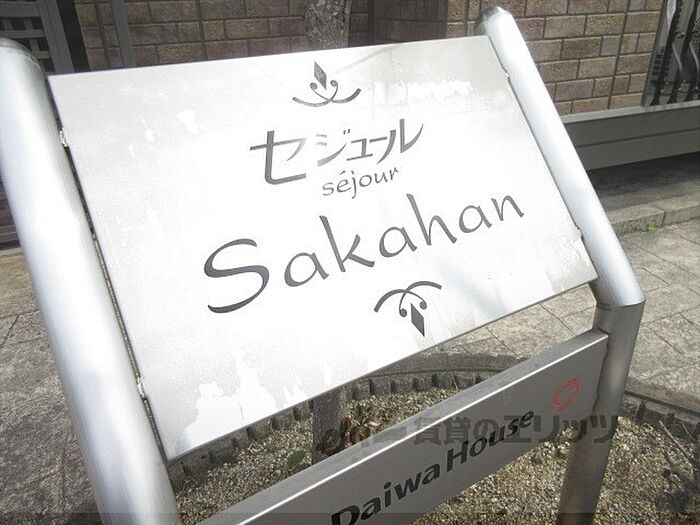 セジュール
séjour
Sakahan
賃貸のエリッツ
Daiwa House